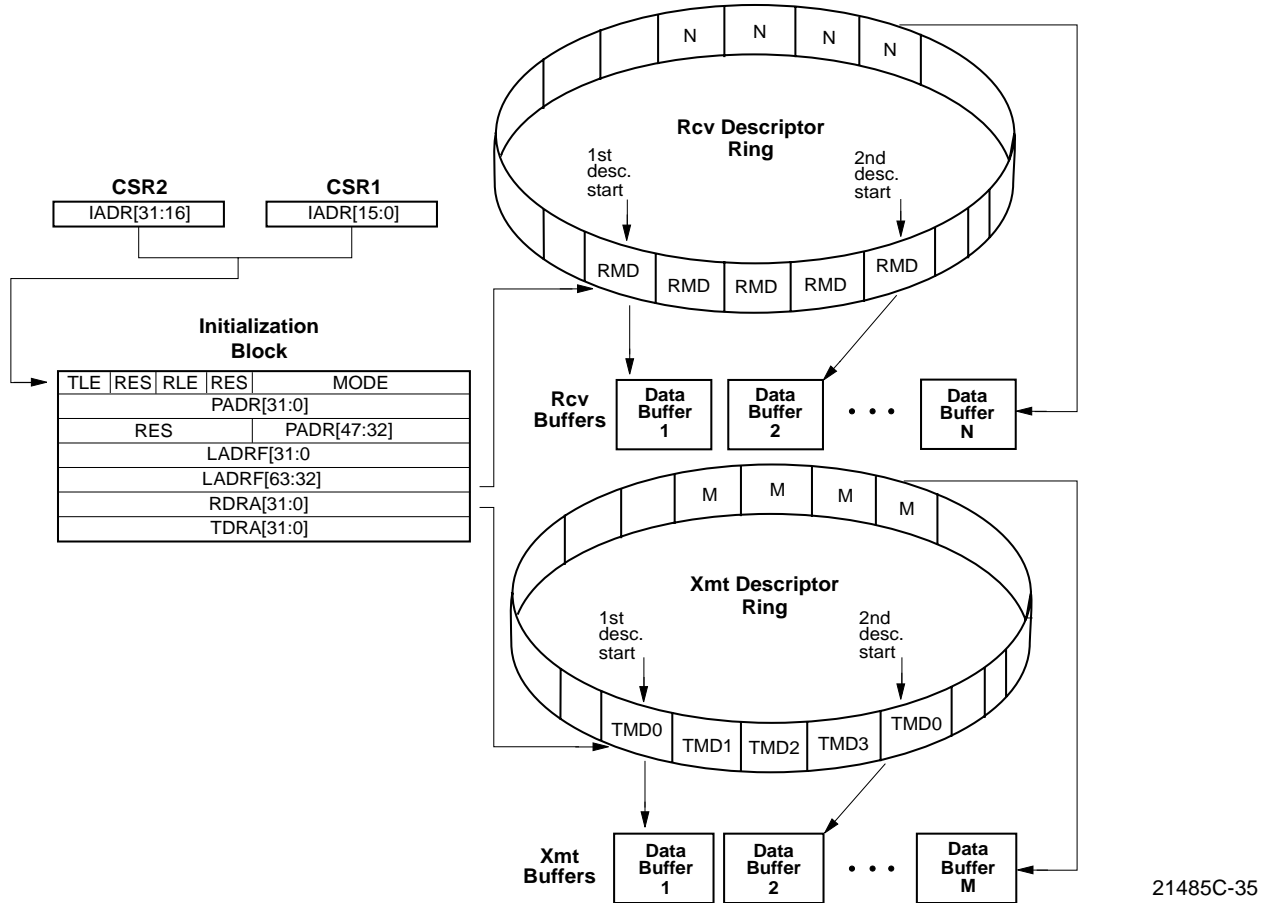 N N N N
Rcv Descriptor
Ring
1st
desc.
start
2nd
desc.
start
CSR2
CSR1
IADR[31:16]
IADR[15:0]
RMD RMD RMD RMD RMD
Initialization
Block
TLE RES RLE RES MODE
PADR[31:0]
RES PADR[47:32]
LADRF[31:0
LADRF[63:32]
RDRA[31:0]
TDRA[31:0]
Rcv
Buffers
Data
Buffer
1
Data
Buffer
2
• • •
Data
Buffer
N
M M M M
Xmt Descriptor
Ring
1st
desc.
start
2nd
desc.
start
TMD0 TMD1 TMD2 TMD3 TMD0
Xmt
Buffers
Data
Buffer
1
Data
Buffer
2
• • •
Data
Buffer
M
21485C-35